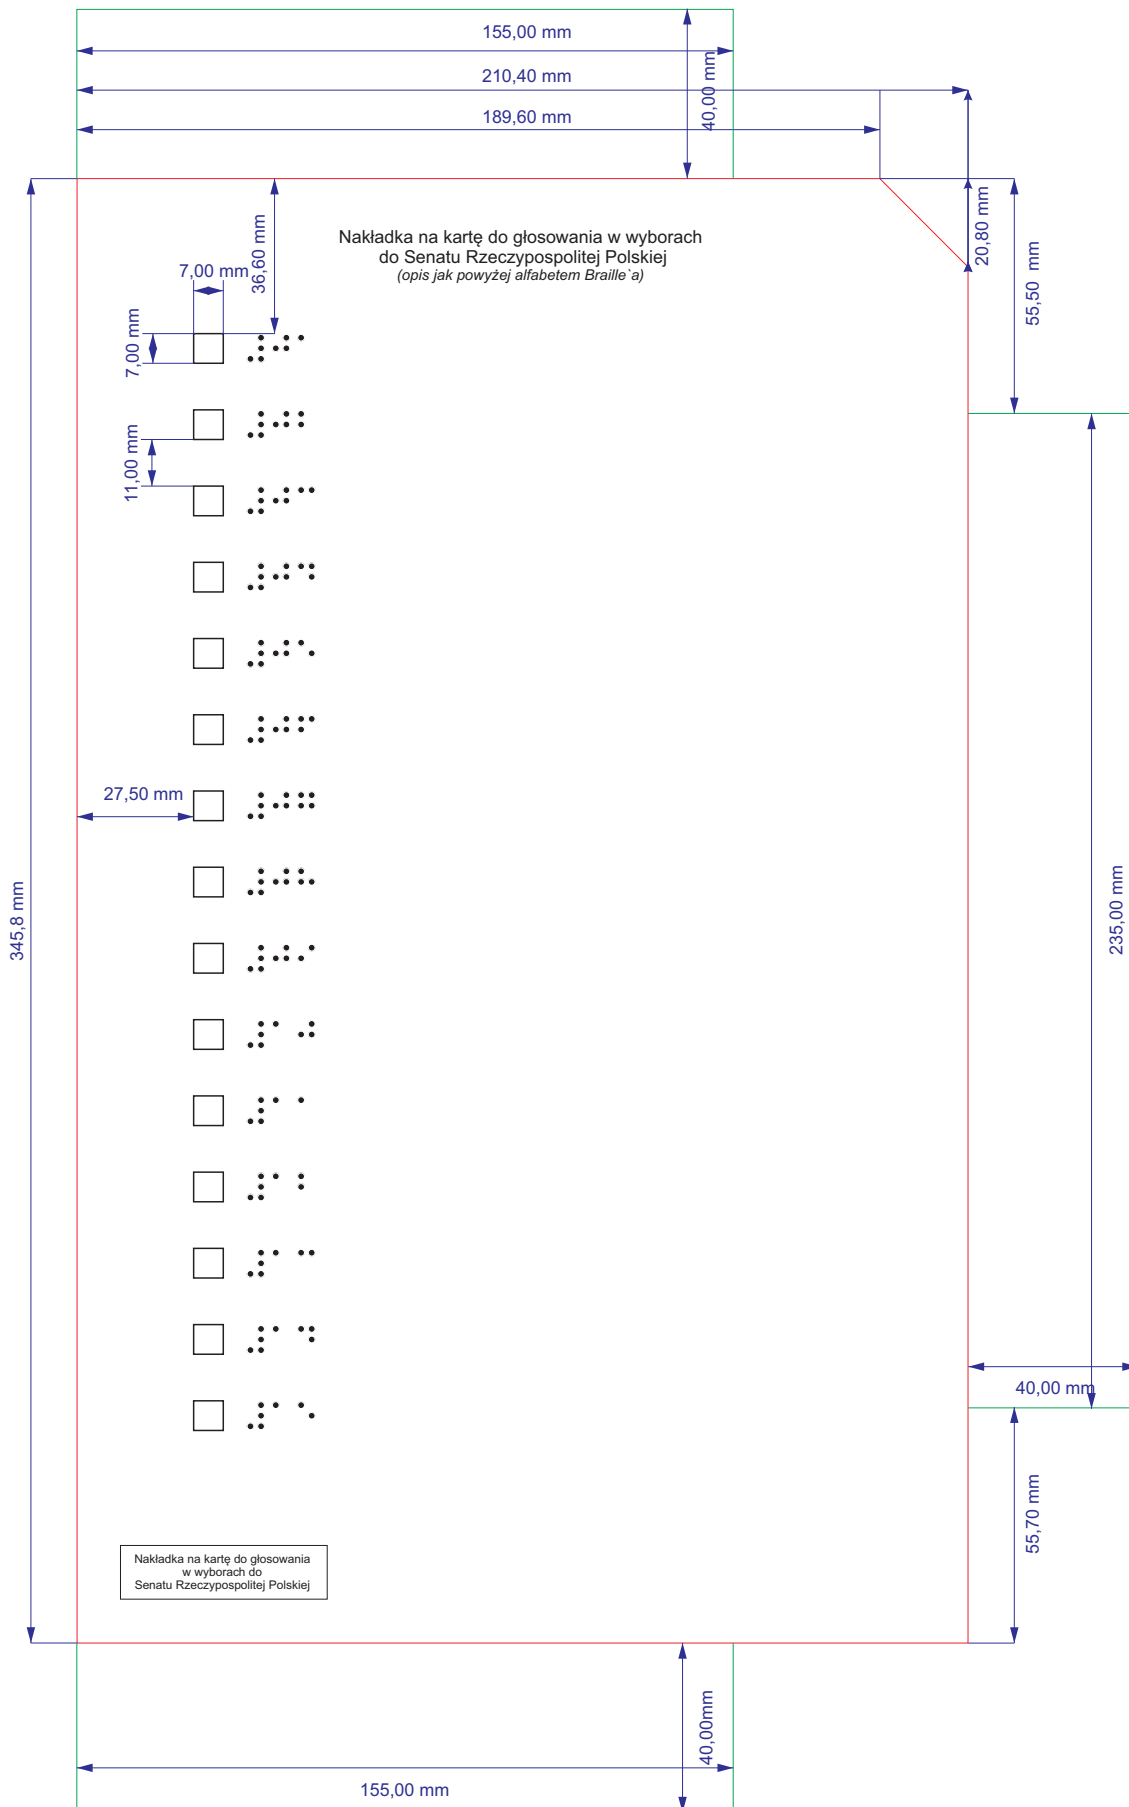 155,00 mm
210,40 mm
40,00 mm
189,60 mm
20,80 mm
55,50 mm
36,60 mm
Nakładka na kartę do głosowania w wyborach
do Senatu Rzeczypospolitej Polskiej
(opis jak powyżej alfabetem Braille`a)
7,00 mm
7,00 mm
⠼⠚⠁
⠼⠚⠃
11,00 mm
⠼⠚⠉
⠼⠚⠙
⠼⠚⠑
⠼⠚⠋
27,50 mm
⠼⠚⠛
⠼⠚⠓
345,8 mm
235,00 mm
⠼⠚⠊
⠼⠁⠚
⠼⠁⠁
⠼⠁⠃
⠼⠁⠉
⠼⠁⠙
40,00 mm
⠼⠁⠑
55,70 mm
Nakładka na kartę do głosowania
w wyborach do
Senatu Rzeczypospolitej Polskiej
40,00mm
155,00 mm